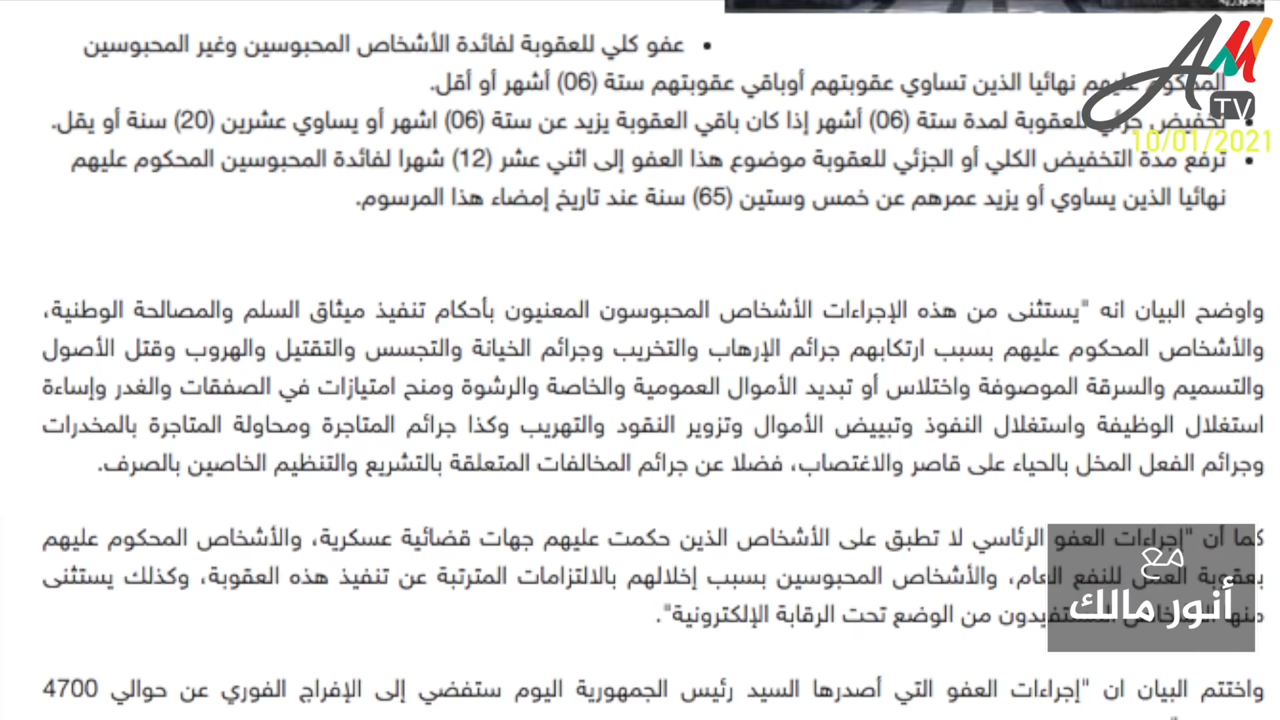 عفو كلي للعقوبة لفائدة الأشخاص المحبوسين وغير المحبوسين
المحكوم عليهم نهائيا الذين تساوي عقوبتهم أوباقي عقوبتهم ستة (06) أشهر أو أقل.
تخفيض جزئي للعقوبة لمدة ستة (06) أشهر إذا كان باقي العقوبة يزيد عن ستة (06) اشهر أو يساوي عشرين (20) سنة أو يقل.
ترفع مدة التخفيض الكلي أو الجزئي للعقوبة موضوع هذا العفو إلى اثني عشر (12) شهرا لفائدة المحبوسين المحكوم عليهم
نهائيا الذين يساوي أو يزيد عمرهم عن خمس وستين (65) سنة عند تاريخ إمضاء هذا المرسوم.
واوضح البيان انه "يستثنى من هذه الإجراءات الأشخاص المحبوسون المعنيون بأحكام تنفيذ ميثاق السلم والمصالحة الوطنية،
والأشخاص المحكوم عليهم بسبب ارتكابهم جرائم الإرهاب والتخريب وجرائم الخيانة والتجسس والتقتيل والهروب وقتل الأصول
والتسميم والسرقة الموصوفة واختلاس أو تبديد الأموال العمومية والخاصة والرشوة ومنح امتيازات في الصفقات والغدر وإساءة
استغلال الوظيفة واستغلال النفوذ وتبييض الأموال وتزوير النقود والتهريب وكذا جرائم المتاجرة ومحاولة المتاجرة بالمخدرات
وجرائم الفعل المخل بالحياء على قاصر والاغتصاب، فضلا عن جرائم المخالفات المتعلقة بالتشريع والتنظيم الخاصين بالصرف.
كما أن "إجراءات العفو الرئاسي لا تطبق على الأشخاص الذين حكمت عليهم جهات قضائية عسكرية، والأشخاص المحكوم عليهم
بعقوبة العمل للنفع العام، والأشخاص المحبوسين بسبب إخلالهم بالالتزامات المترتبة عن تنفيذ هذه العقوبة، وكذلك يستثنى
منها الأشخاص المستفيدون من الوضع تحت الرقابة الإلكترونية".
واختتم البيان ان "إجراءات العفو التي أصدرها السيد رئيس الجمهورية اليوم ستفضي إلى الإفراج الفوري عن حوالي 4700
AM
TV
10/01/2021
مع
أنور مالك